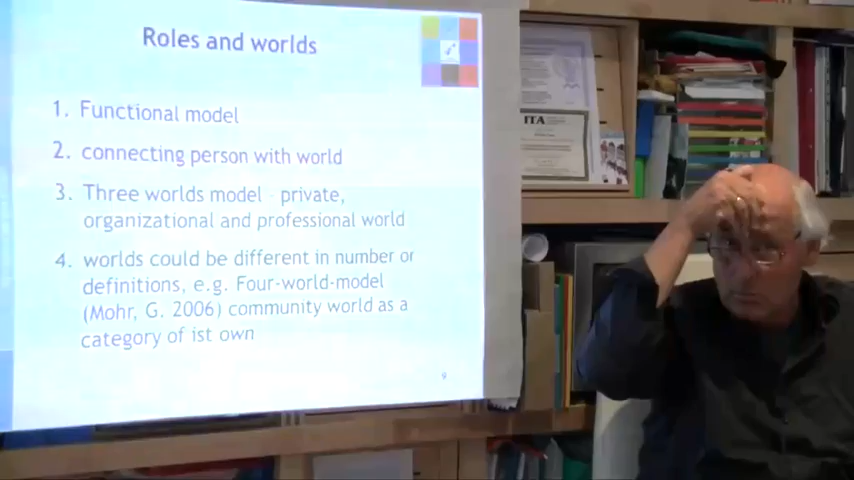 Roles and worlds
1. Functional model
2. connecting person with world
3. Three worlds model - private,
organizational and professional world
4. worlds could be different in number or
definitions, e.g. Four-world-model
(Mohr, G. 2006) community world as a
category of ist own
9
ITA